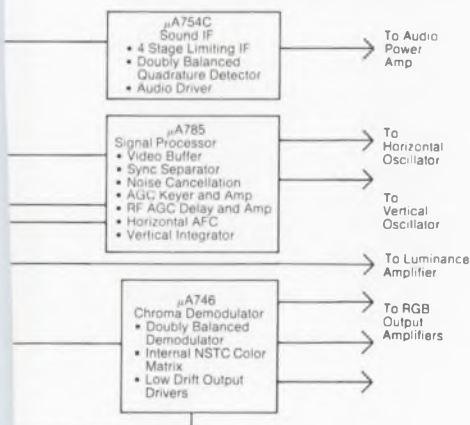 μA754C
Sound IF
• 4 Stage Limiting IF
• Doubly Balanced
Quadrature Detector
• Audio Driver
To Audio
Power
Amp
μA785
Signal Processor
• Video Buffer
• Sync Separator
• Noise Cancellation
• AGC Keyer and Amp
• RF AGC Delay and Amp
• Horizontal AFC
• Vertical Integrator
To
Horizontal
Oscillator
To
Vertical
Oscillator
To Luminance
Amplifier
μA746
Chroma Demodulator
• Doubly Balanced
Demodulator
• Internal NSTC Color
Matrix
• Low Drift Output
Drivers
To RGB
Output
Amplifiers